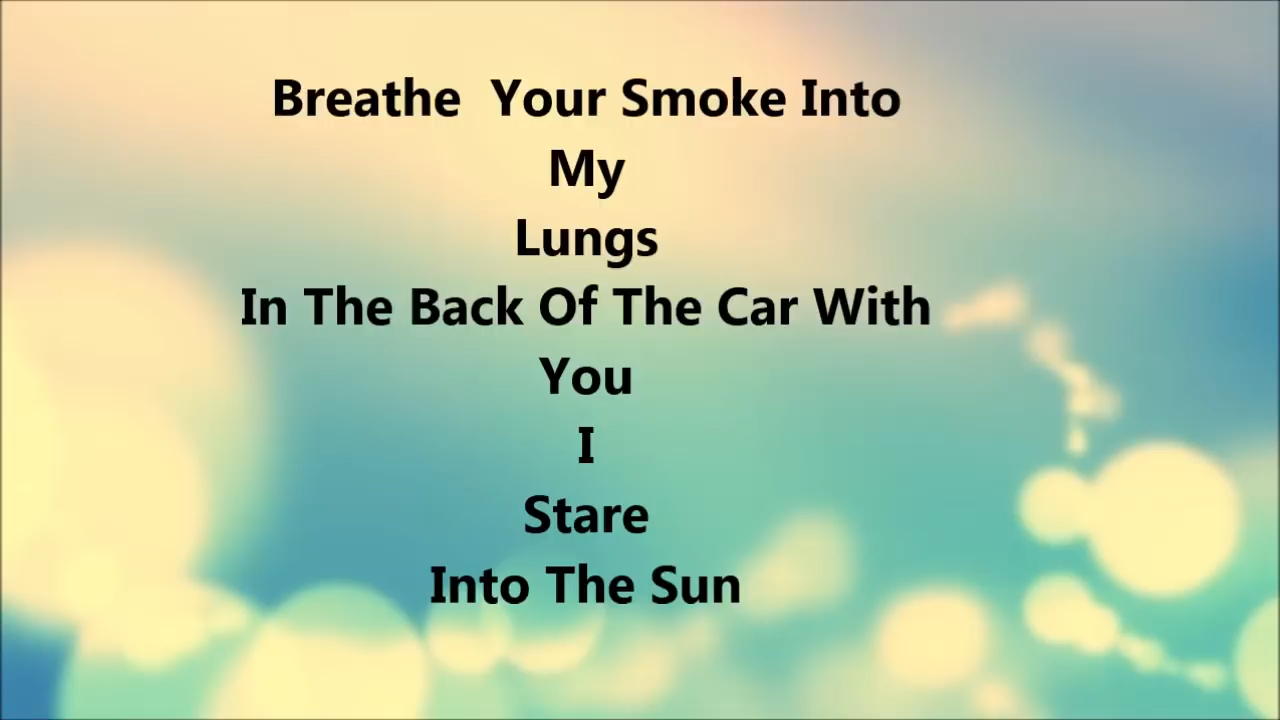 Breathe  Your Smoke Into
My
Lungs
In The Back Of The Car With
You
I
Stare
Into The Sun